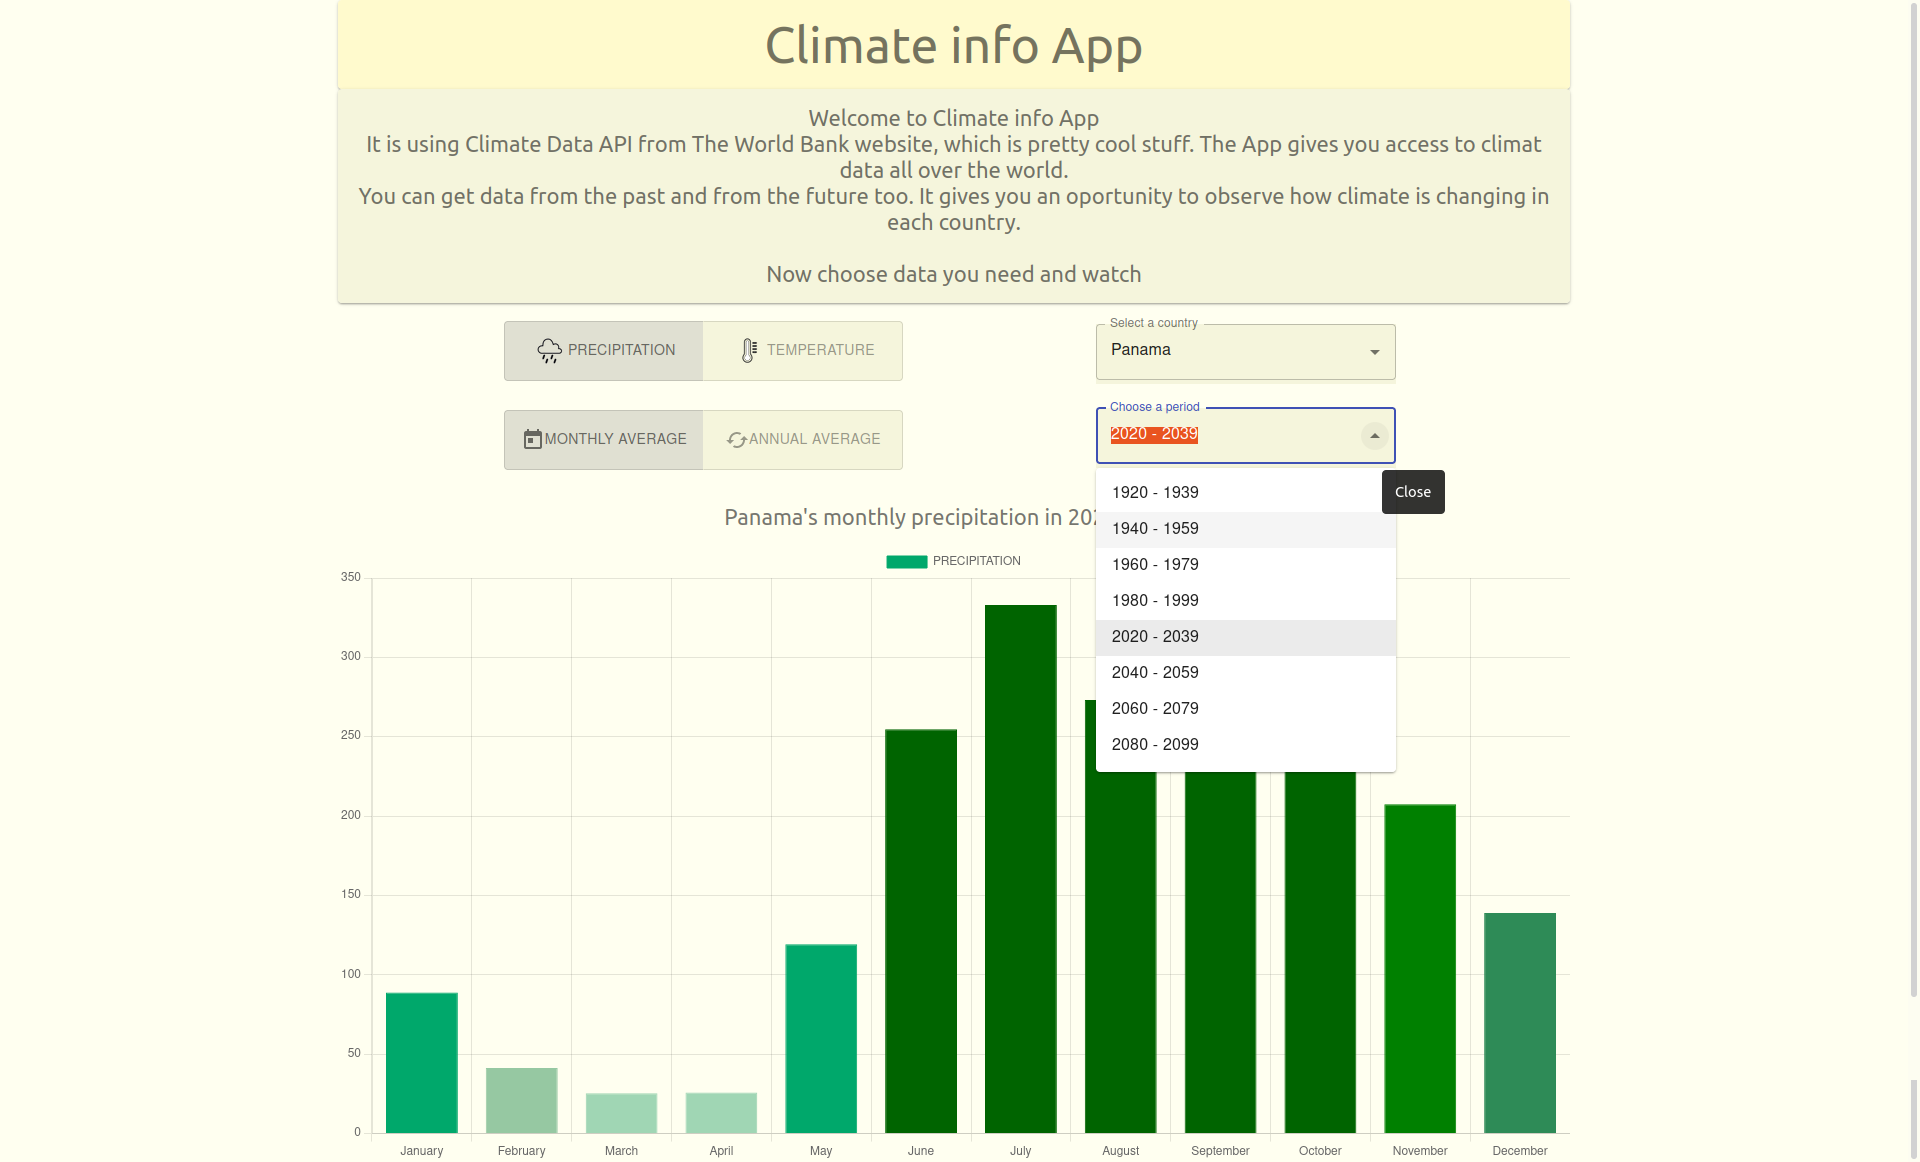 Climate info App
Welcome to Climate info App
It is using Climate Data API from The World Bank website, which is pretty cool stuff. The App gives you access to climat
data all over the world.
You can get data from the past and from the future too. It gives you an oportunity to observe how climate is changing in
each country.
Now choose data you need and watch
PRECIPITATION
TEMPERATURE
Select a country
Panama
MONTHLY AVERAGE
ANNUAL AVERAGE
Choose a period
2020 - 2039
Close
1920 - 1939
1940 - 1959
1960 - 1979
1980 - 1999
2020 - 2039
2040 - 2059
2060 - 2079
2080 - 2099
Panama's monthly precipitation in
PRECIPITATION
350
300
250
200
150
100
50
0
January February March April May June July August September October November December